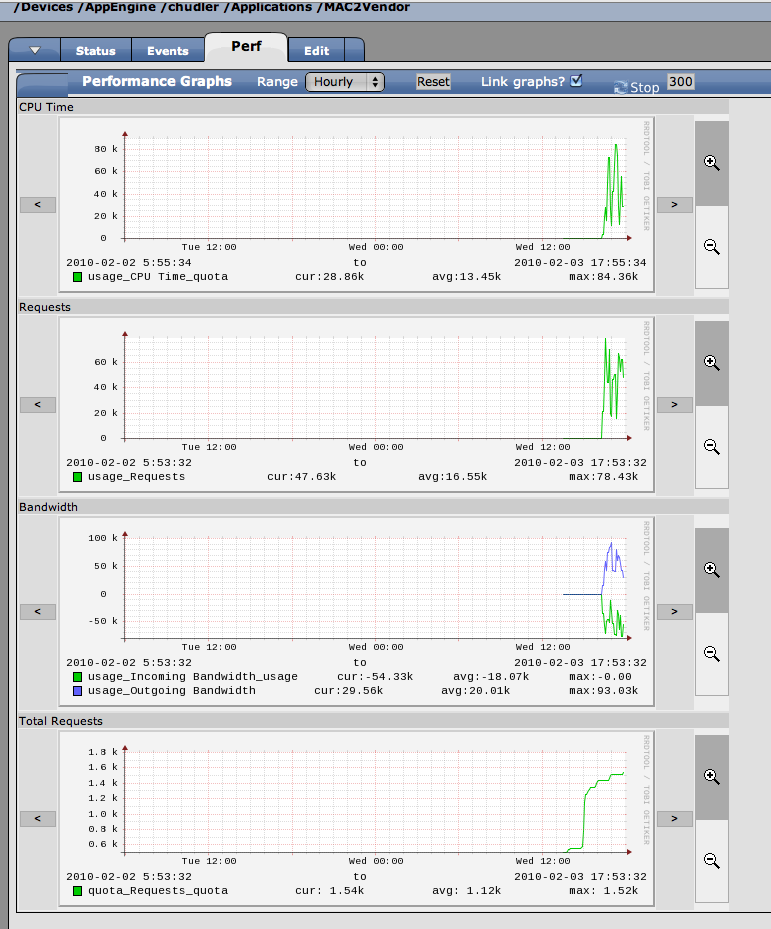 /Devices /AppEngine /chudler /Applications /MAC2Vendor
Status Events Perf Edit
Performance Graphs Range Hourly Reset Link graphs? Stop 300
CPU Time
80 k
60 k
40 k
20 k
0
Tue 12:00 Wed 00:00 Wed 12:00
2010-02-02 5:55:34 to 2010-02-03 17:55:34
usage_CPU Time_quota cur:28.86k avg:13.45k max:84.36k
RRDTOOL / TOBI OETIKER
< >
Requests
60 k
40 k
20 k
0
Tue 12:00 Wed 00:00 Wed 12:00
2010-02-02 5:53:32 to 2010-02-03 17:53:32
usage_Requests cur:47.63k avg:16.55k max:78.43k
RRDTOOL / TOBI OETIKER
< >
Bandwidth
100 k
50 k
0
-50 k
Tue 12:00 Wed 00:00 Wed 12:00
2010-02-02 5:53:32 to 2010-02-03 17:53:32
usage_Incoming Bandwidth_usage cur:-54.33k avg:-18.07k max:-0.00
usage_Outgoing Bandwidth cur:29.56k avg:20.01k max:93.03k
RRDTOOL / TOBI OETIKER
< >
Total Requests
1.8 k
1.6 k
1.4 k
1.2 k
1.0 k
0.8 k
0.6 k
Tue 12:00 Wed 00:00 Wed 12:00
2010-02-02 5:53:32 to 2010-02-03 17:53:32
quota_Requests_quota cur: 1.54k avg: 1.12k max: 1.52k
RRDTOOL / TOBI OETIKER
< >